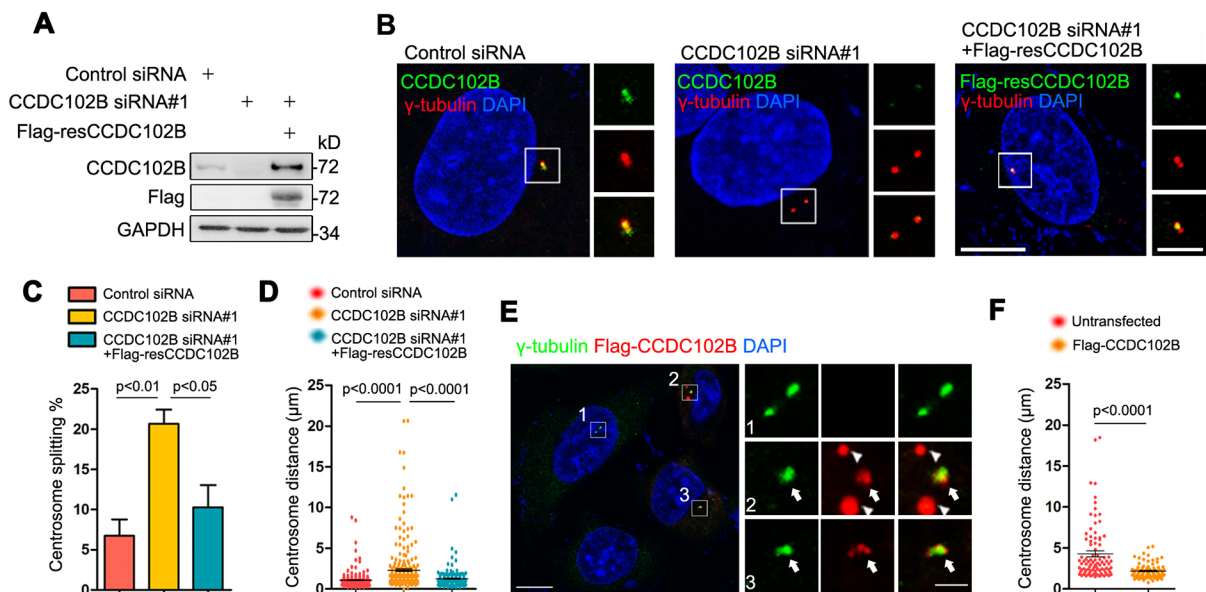 A
Control siRNA +
CCDC102B siRNA#1 + +
Flag-resCCDC102B +
kD
CCDC102B -72
Flag -72
GAPDH -34
B
Control siRNA
CCDC102B
γ-tubulin DAPI
CCDC102B siRNA#1
CCDC102B
γ-tubulin DAPI
CCDC102B siRNA#1
+Flag-resCCDC102B
Flag-resCCDC102B
γ-tubulin DAPI
C
Control siRNA
CCDC102B siRNA#1
CCDC102B siRNA#1
+Flag-resCCDC102B
p<0.01 p<0.05
Centrosome splitting %
25
20
15
10
5
0
D
Control siRNA
CCDC102B siRNA#1
CCDC102B siRNA#1
+Flag-resCCDC102B
p<0.0001 p<0.0001
Centrosome distance (μm)
25
20
15
10
5
0
E
γ-tubulin Flag-CCDC102B DAPI
1
2
3
1
2
3
F
Untransfected
Flag-CCDC102B
p<0.0001
Centrosome distance (μm)
25
20
15
10
5
0